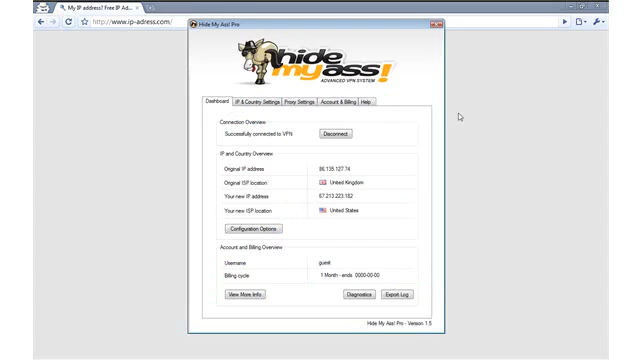 My IP address? Free IP Ad...
http://www.ip-adress.com/
Hide My Ass! Pro
hide
my ass!
ADVANCED VPN SYSTEM
Dashboard
IP & Country Settings
Proxy Settings
Account & Billing
Help
Connection Overview
Successfully connected to VPN
Disconnect
IP and Country Overview
Original IP address
86.135.127.74
Original ISP location
United Kingdom
Your new IP address
67.213.223.182
Your new ISP location
United States
Configuration Options
Account and Billing Overview
Username
guest
Billing cycle
1 Month - ends 0000-00-00
View More Info.
Diagnostics
Export Log
Hide My Ass! Pro - Version 1.5